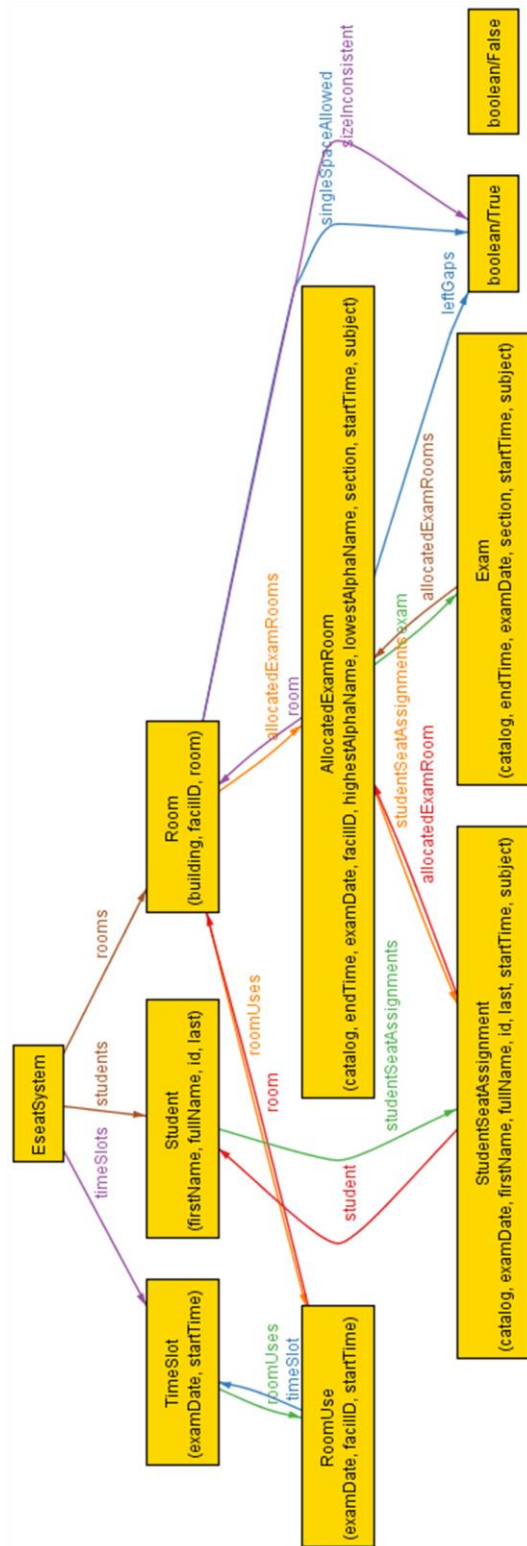 EseatSystem
timeSlots
students
rooms
TimeSlot
(examDate, startTime)
Student
(firstName, fullName, id, last)
Room
(building, facilID, room)
roomUses
timeSlot
roomUses
room
allocatedExamRooms
room
singleSpaceAllowed
sizeInconsistent
RoomUse
(examDate, facilID, startTime)
student
studentSeatAssignments
AllocatedExamRoom
(catalog, endTime, examDate, facilID, highestAlphaName, lowestAlphaName, section, startTime, subject)
studentSeatAssignments
allocatedExamRoom
exam
allocatedExamRooms
leftGaps
StudentSeatAssignment
(catalog, examDate, firstName, fullName, id, last, startTime, subject)
Exam
(catalog, endTime, examDate, section, startTime, subject)
boolean/True
boolean/False